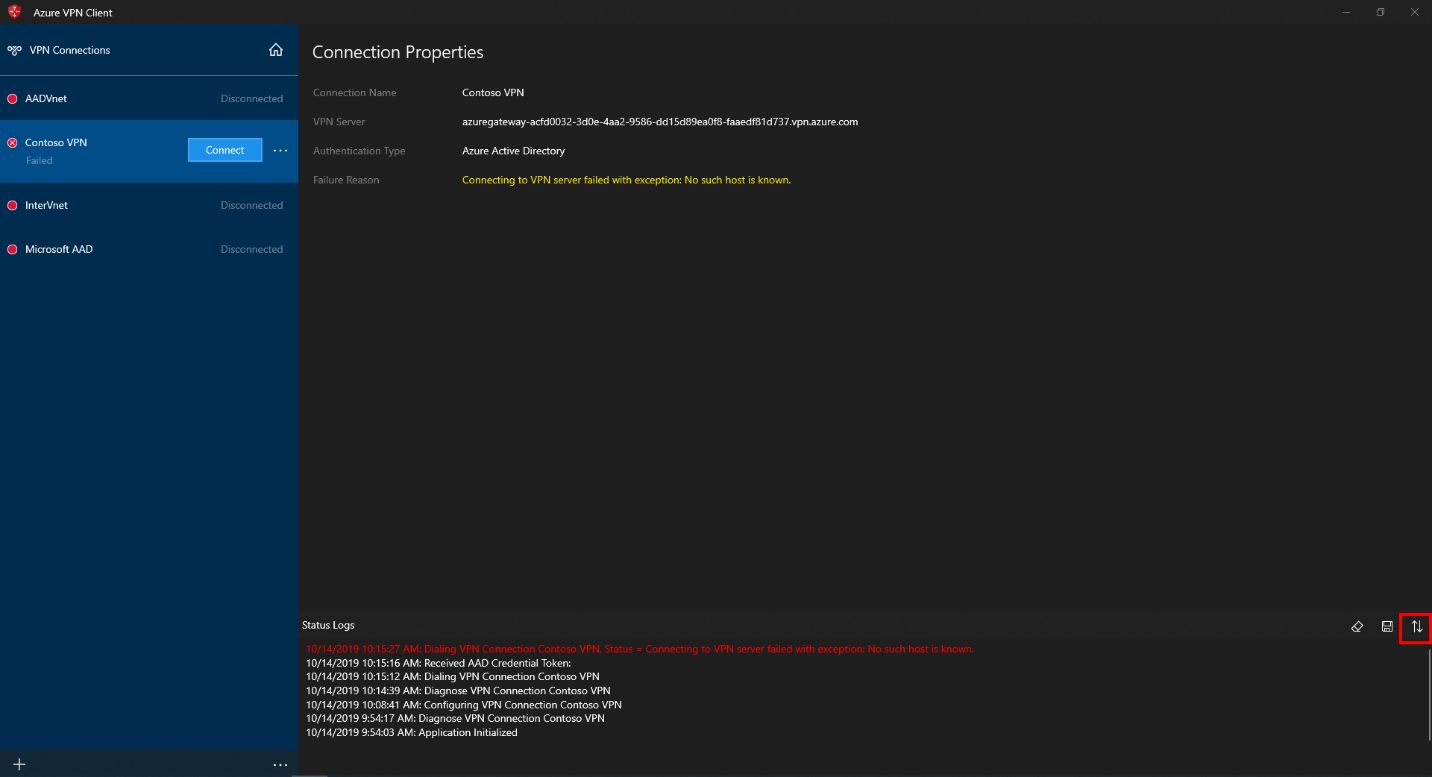 Azure VPN Client
VPN Connections
AADVnet Disconnected
Contoso VPN
Failed
Connect
InterVnet Disconnected
Microsoft AAD Disconnected
Connection Properties
Connection Name Contoso VPN
VPN Server azuregateway-acfd0032-3d0e-4aa2-9586-dd15d89ea0f8-faaedf81d737.vpn.azure.com
Authentication Type Azure Active Directory
Failure Reason Connecting to VPN server failed with exception: No such host is known.
Status Logs
10/14/2019 10:15:27 AM: Dialing VPN Connection Contoso VPN, Status = Connecting to VPN server failed with exception: No such host is known.
10/14/2019 10:15:16 AM: Received AAD Credential Token:
10/14/2019 10:15:12 AM: Dialing VPN Connection Contoso VPN
10/14/2019 10:14:39 AM: Diagnose VPN Connection Contoso VPN
10/14/2019 10:08:41 AM: Configuring VPN Connection Contoso VPN
10/14/2019 9:54:17 AM: Diagnose VPN Connection Contoso VPN
10/14/2019 9:54:03 AM: Application Initialized